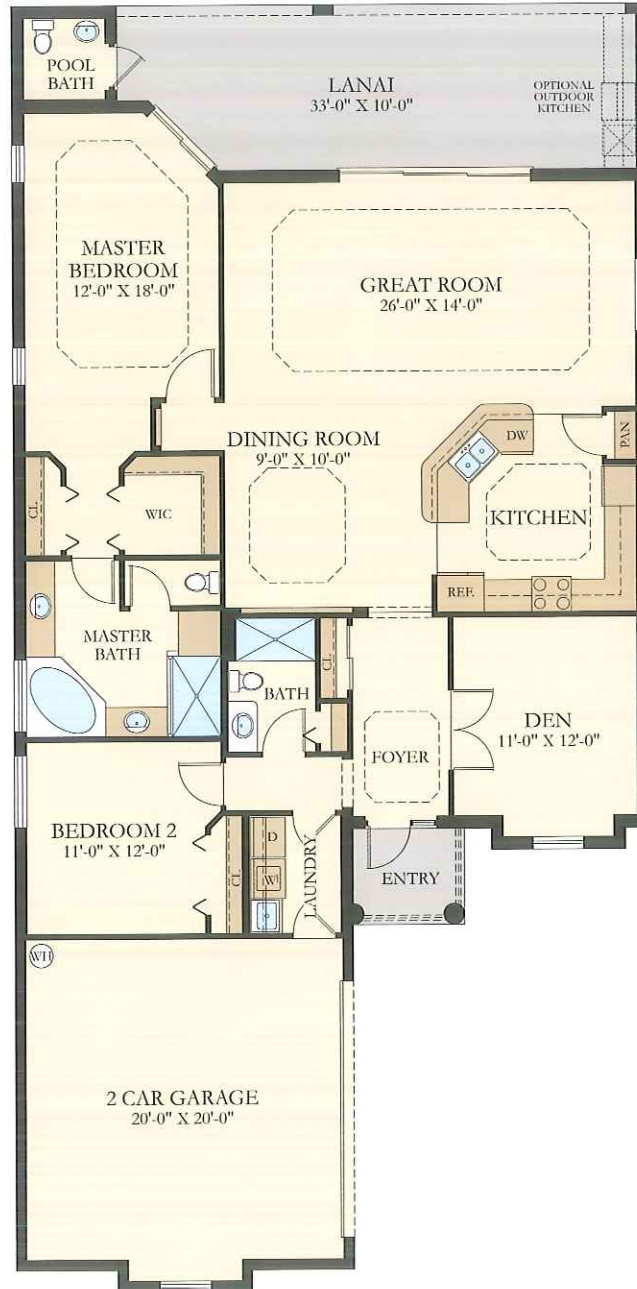 POOL
BATH
LANAI
33'-0" X 10'-0"
OPTIONAL
OUTDOOR
KITCHEN
MASTER
BEDROOM
12'-0" X 18'-0"
GREAT ROOM
26'-0" X 14'-0"
DINING ROOM
9'-0" X 10'-0"
DW
PAN
CL
WIC
KITCHEN
REF.
MASTER
BATH
BATH
CL
DEN
11'-0" X 12'-0"
FOYER
BEDROOM 2
11'-0" X 12'-0"
CL
D
W
LAUNDRY
ENTRY
WH
2 CAR GARAGE
20'-0" X 20'-0"